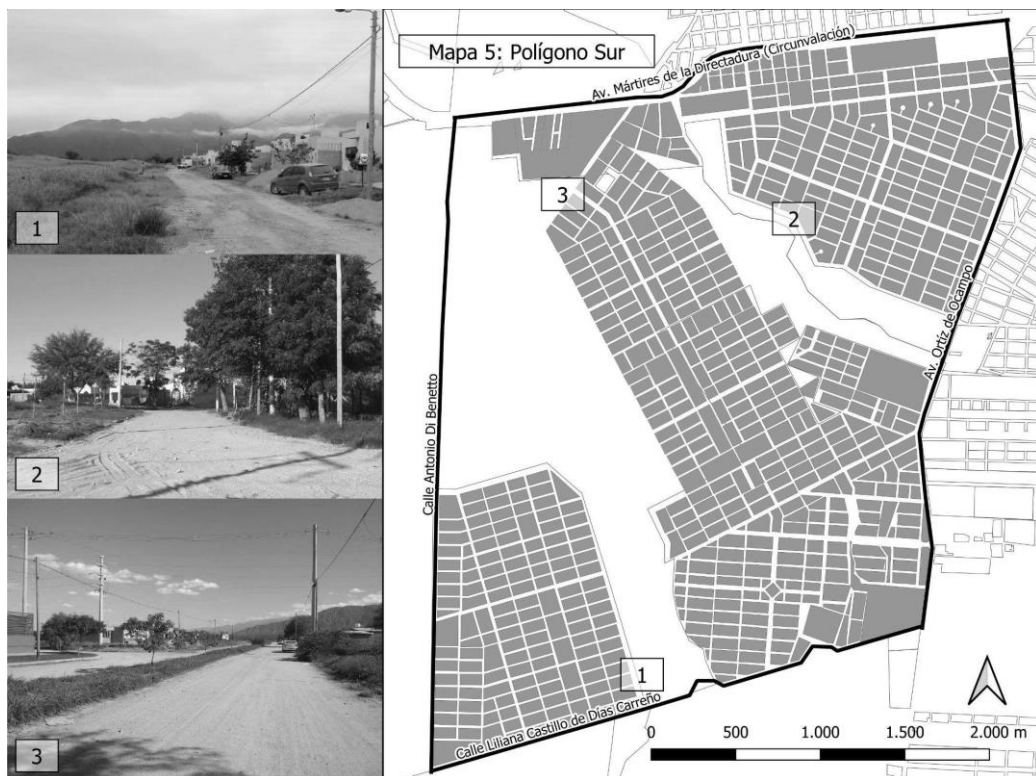 1
2
3
Mapa 5: Polígono Sur
Av. Mártires de la Directadura (Circunvalación)
3
2
Av. Ortíz de Ocampo
Calle Antonio Di Benetto
1
Calle Liliana Castillo de Días Carreño
0 500 1.000 1.500 2.000 m